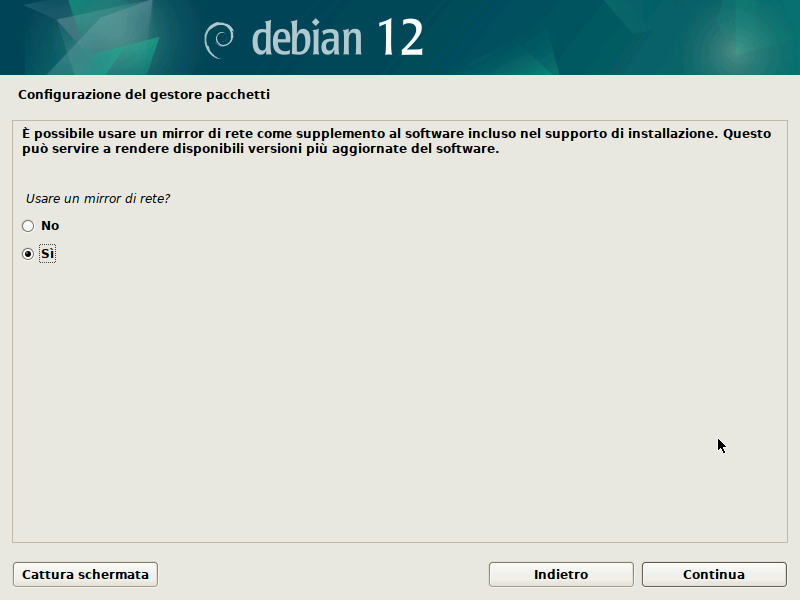 debian 12
Configurazione del gestore pacchetti
È possibile usare un mirror di rete come supplemento al software incluso nel supporto di installazione. Questo
può servire a rendere disponibili versioni più aggiornate del software.
Usare un mirror di rete?
No
Sì
Cattura schermata
Indietro
Continua